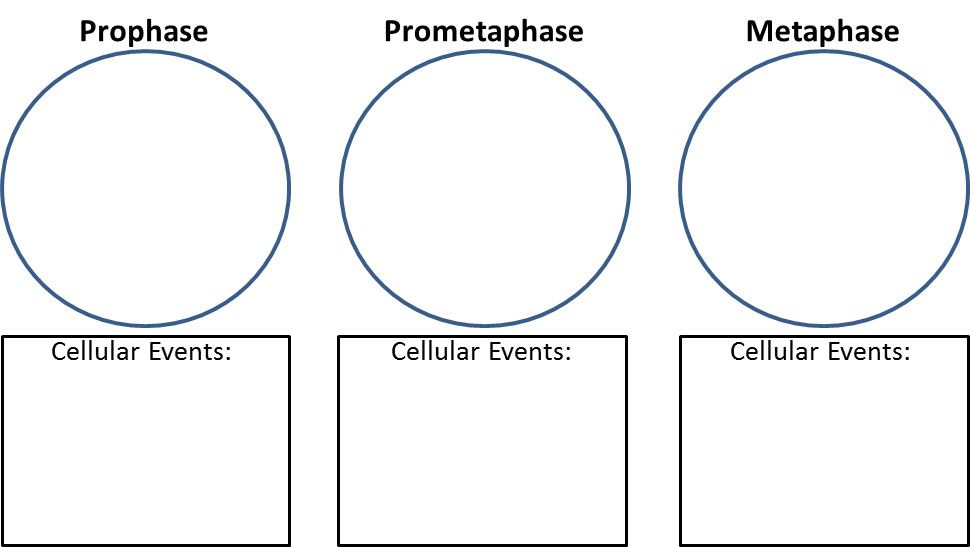 Prophase
Prometaphase
Metaphase
Cellular Events:
Cellular Events:
Cellular Events: